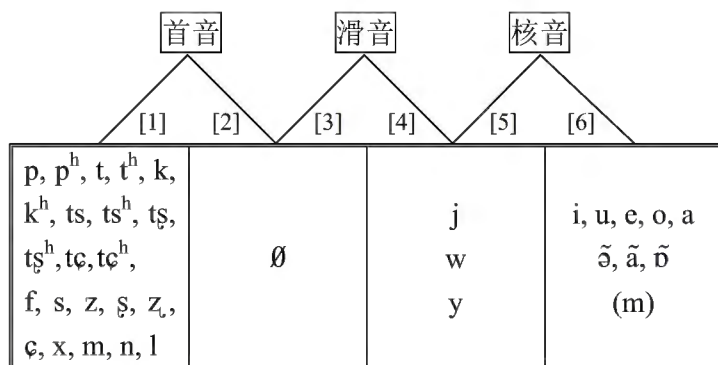 首音 滑音 核音
[1] [2] [3] [4] [5] [6]
p, pʰ, t, tʰ, k,
kʰ, ts, tsʰ, tʂ,
tʂʰ,tɕ,tɕʰ,
f, s, z, ʂ, ʐ,
ɕ, x, m, n, l
Ø
j
w
y
i, u, e, o, a
ə̃, ã, ɒ̃
(m)